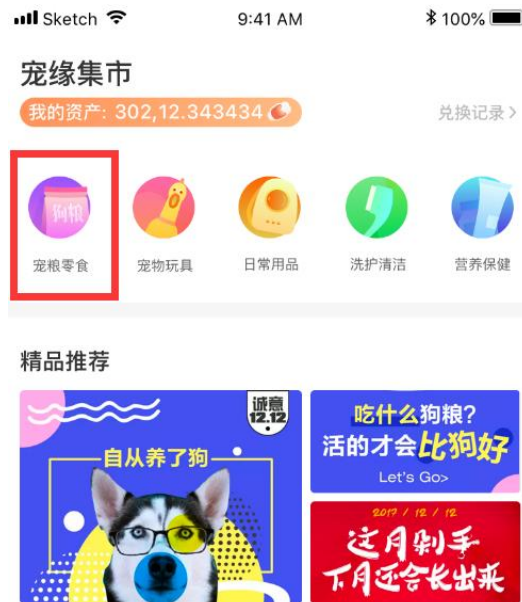 Sketch 9:41 AM 100%
宠缘集市
我的资产: 302,12.343434
兑换记录 >
狗粮
宠粮零食 宠物玩具 日常用品 洗护清洁 营养保健
精品推荐
诚意
12.12
自从养了狗
吃什么狗粮?
活的才会比狗好
Let's Go>
2017 / 12 / 12
这月剁手
下月还会长出来